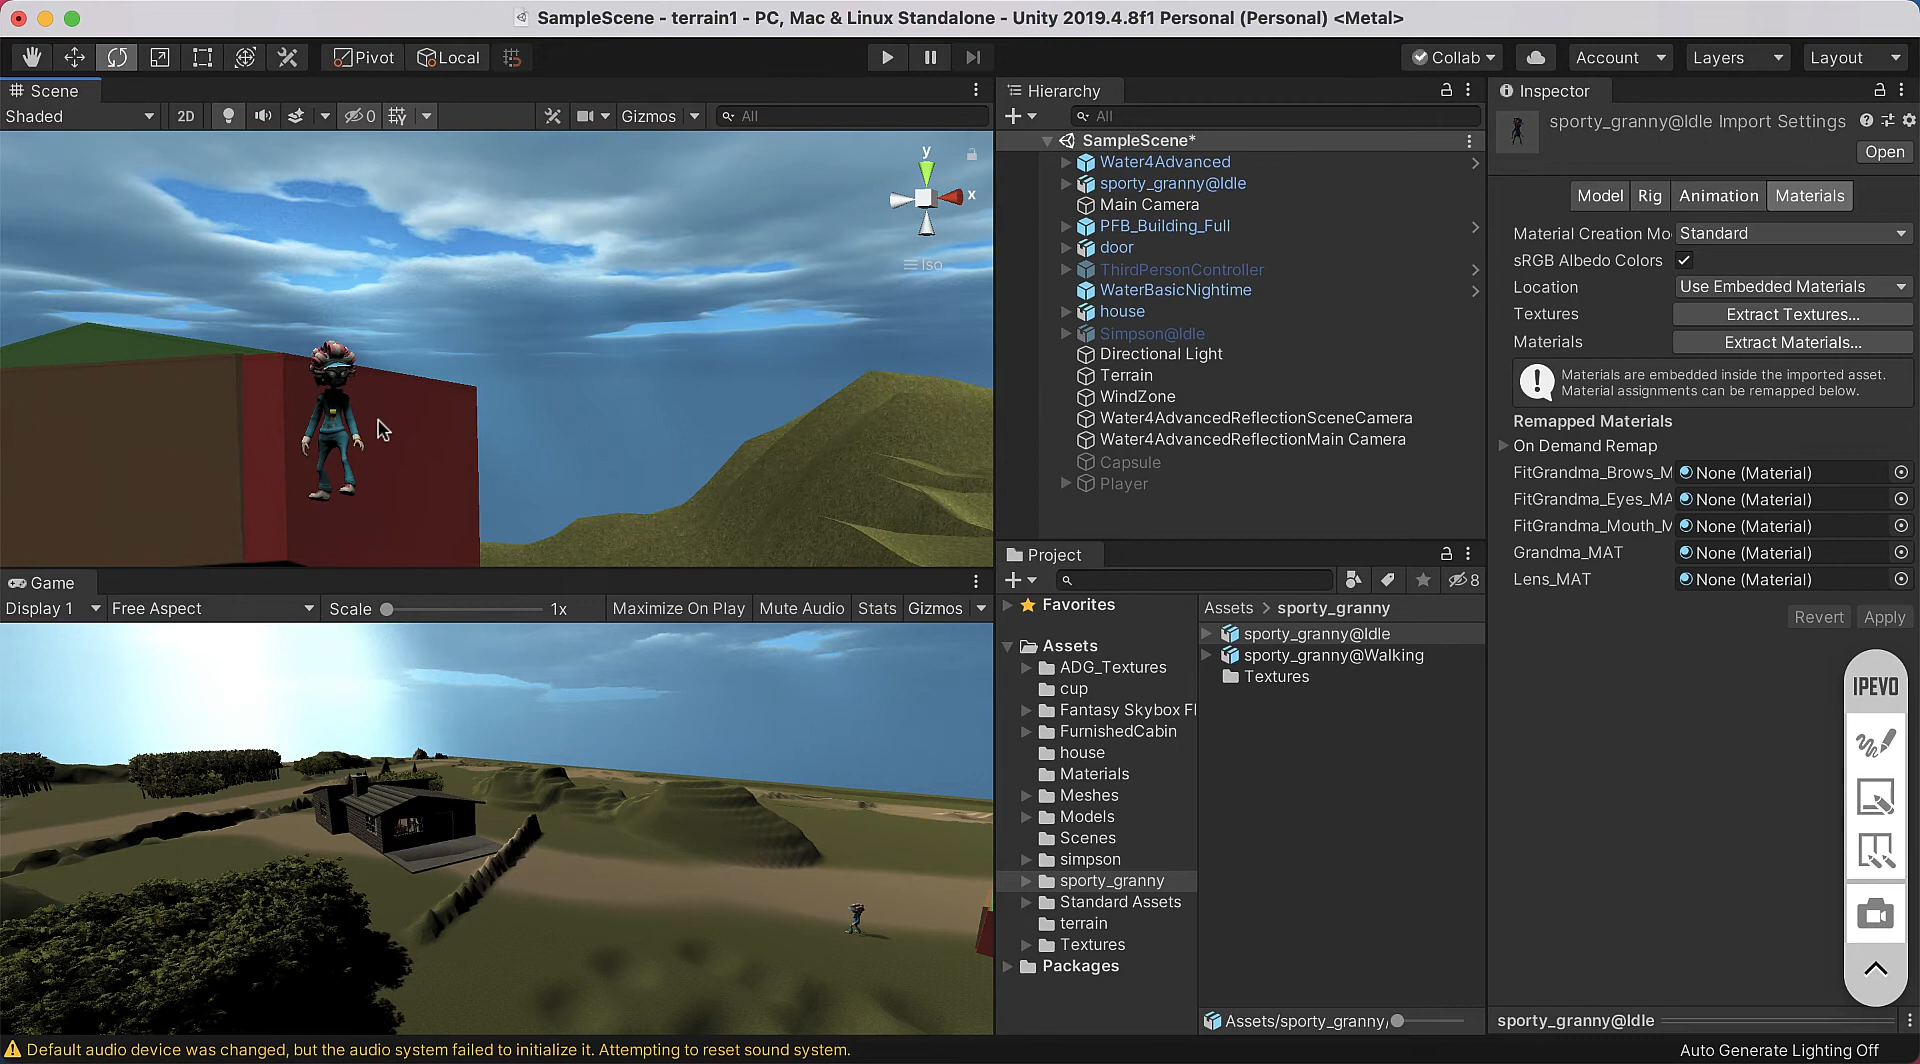 SampleScene - terrain1 - PC, Mac & Linux Standalone - Unity 2019.4.8f1 Personal (Personal) <Metal>
Pivot
Local
Collab
Account
Layers
Layout
Scene
Shaded
2D
0
Gizmos
All
y
x
Iso
Game
Display 1
Free Aspect
Scale
1x
Maximize On Play
Mute Audio
Stats
Gizmos
Hierarchy
All
SampleScene*
Water4Advanced
sporty_granny@Idle
Main Camera
PFB_Building_Full
door
ThirdPersonController
WaterBasicNightime
house
Simpson@Idle
Directional Light
Terrain
WindZone
Water4AdvancedReflectionSceneCamera
Water4AdvancedReflectionMain Camera
Capsule
Player
Project
8
Favorites
Assets
ADG_Textures
cup
Fantasy Skybox FI
FurnishedCabin
house
Materials
Meshes
Models
Scenes
simpson
sporty_granny
Standard Assets
terrain
Textures
Packages
Assets > sporty_granny
sporty_granny@Idle
sporty_granny@Walking
Textures
Assets/sporty_granny/
Inspector
sporty_granny@Idle Import Settings
Open
Model
Rig
Animation
Materials
Material Creation Mo
Standard
sRGB Albedo Colors
Location
Use Embedded Materials
Textures
Extract Textures...
Materials
Extract Materials...
Materials are embedded inside the imported asset.
Material assignments can be remapped below.
Remapped Materials
On Demand Remap
FitGrandma_Brows_M
None (Material)
FitGrandma_Eyes_MA
None (Material)
FitGrandma_Mouth_M
None (Material)
Grandma_MAT
None (Material)
Lens_MAT
None (Material)
Revert
Apply
IPEVO
sporty_granny@Idle
Default audio device was changed, but the audio system failed to initialize it. Attempting to reset sound system.
Auto Generate Lighting Off